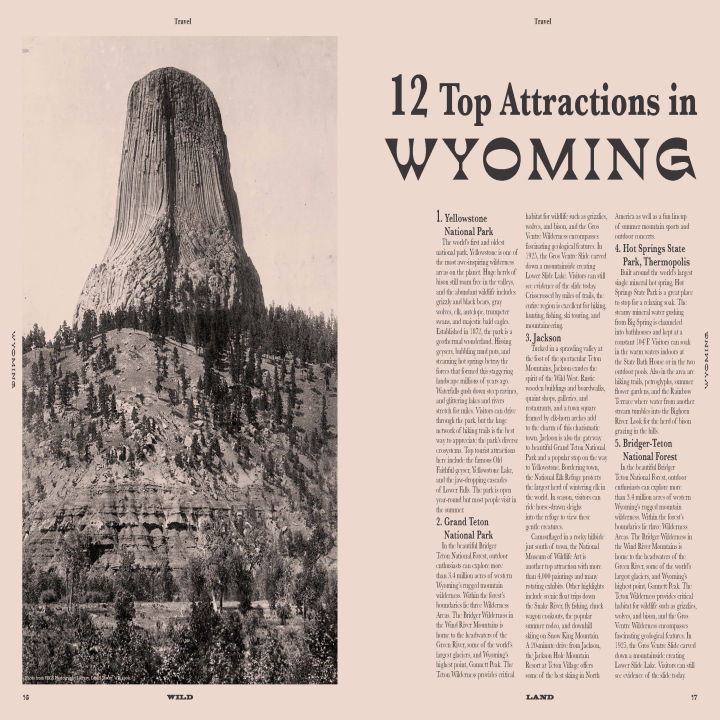 Travel
WYOMING
16
WILD
Travel
12 Top Attractions in
WYOMING
1. Yellowstone
National Park
The world's first and oldest
national park, Yellowstone is one of
the most awe-inspiring wilderness
areas on the planet. Huge herds of
bison still roam free in the valleys,
and the abundant wildlife includes
grizzly and black bears, gray
wolves, elk, antelope, trumpeter
swans, and majestic bald eagles.
Established in 1872, the park is a
geothermal wonderland. Hissing
geysers, bubbling mud pots, and
steaming hot springs betray the
forces that formed this staggering
landscape millions of years ago.
Waterfalls gush down steep ravines,
and glittering lakes and rivers
stretch for miles. Visitors can drive
through the park, but the huge
network of hiking trails is the best
way to appreciate the park's diverse
ecosystems. Top tourist attractions
here include the famous Old
Faithful geyser, Yellowstone Lake,
and the jaw-dropping cascades
of Lower Falls. The park is open
year-round but most people visit in
the summer.
2. Grand Teton
National Park
In the beautiful Bridger
Teton National Forest, outdoor
enthusiasts can explore more
than 3.4 million acres of western
Wyoming's rugged mountain
wilderness. Within the forest's
boundaries lie three Wilderness
Areas. The Bridger Wilderness in
the Wind River Mountains is
home to the headwaters of the
Green River, some of the world's
largest glaciers, and Wyoming's
highest point, Gannett Peak. The
Teton Wilderness provides critical
habitat for wildlife such as grizzlies,
wolves, and bison, and the Gros
Ventre Wilderness encompasses
fascinating geological features. In
1925, the Gros Ventre Slide carved
down a mountainside creating
Lower Slide Lake. Visitors can still
see evidence of the slide today.
Crisscrossed by miles of trails, the
entire region is excellent for hiking,
hunting, fishing, ski touring, and
mountaineering.
3. Jackson
Tucked in a sprawling valley at
the foot of the spectacular Teton
Mountains, Jackson exudes the
spirit of the Wild West. Rustic
wooden buildings and boardwalks,
quaint shops, galleries, and
restaurants, and a town square
framed by elk-horn arches add
to the charm of this charismatic
town. Jackson is also the gateway
to beautiful Grand Teton National
Park and a popular stop on the way
to Yellowstone. Bordering town,
the National Elk Refuge protects
the largest herd of wintering elk in
the world. In season, visitors can
ride horse-drawn sleighs
into the refuge to view these
gentle creatures.
Camouflaged in a rocky hillside
just south of town, the National
Museum of Wildlife Art is
another top attraction with more
than 4,000 paintings and many
rotating exhibits. Other highlights
include scenic float trips down
the Snake River, fly fishing, chuck
wagon cookouts, the popular
summer rodeo, and downhill
skiing on Snow King Mountain.
A 20-minute drive from Jackson,
the Jackson Hole Mountain
Resort at Teton Village offers
some of the best skiing in North
America as well as a fun lineup
of summer mountain sports and
outdoor concerts.
4. Hot Springs State
Park, Thermopolis
Built around the world's largest
single mineral hot spring, Hot
Springs State Park is a great place
to stop for a relaxing soak. The
steamy mineral water gushing
from Big Spring is channeled
into bathhouses and kept at a
constant 104°F. Visitors can soak
in the warm waters indoors at
the State Bath House or in the two
outdoor pools. Also in the area are
hiking trails, petroglyphs, summer
flower gardens, and the Rainbow
Terrace where water from another
stream tumbles into the Bighorn
River. Look for the herd of bison
grazing in the hills.
5. Bridger-Teton
National Forest
In the beautiful Bridger
Teton National Forest, outdoor
enthusiasts can explore more
than 3.4 million acres of western
Wyoming's rugged mountain
wilderness. Within the forest's
boundaries lie three Wilderness
Areas. The Bridger Wilderness in
the Wind River Mountains is
home to the headwaters of the
Green River, some of the world's
largest glaciers, and Wyoming's
highest point, Gannett Peak. The
Teton Wilderness provides critical
habitat for wildlife such as grizzlies,
wolves, and bison, and the Gros
Ventre Wilderness encompasses
fascinating geological features. In
1925, the Gros Ventre Slide carved
down a mountainside creating
Lower Slide Lake. Visitors can still
see evidence of the slide today.
WYOMING
LAND
17